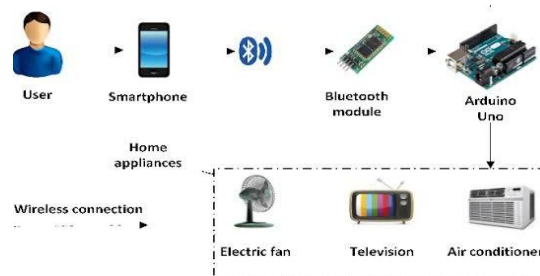 User
Smartphone
Bluetooth
module
Arduino
Uno
Home
appliances
Wireless connection
Electric fan
Television
Air conditioner